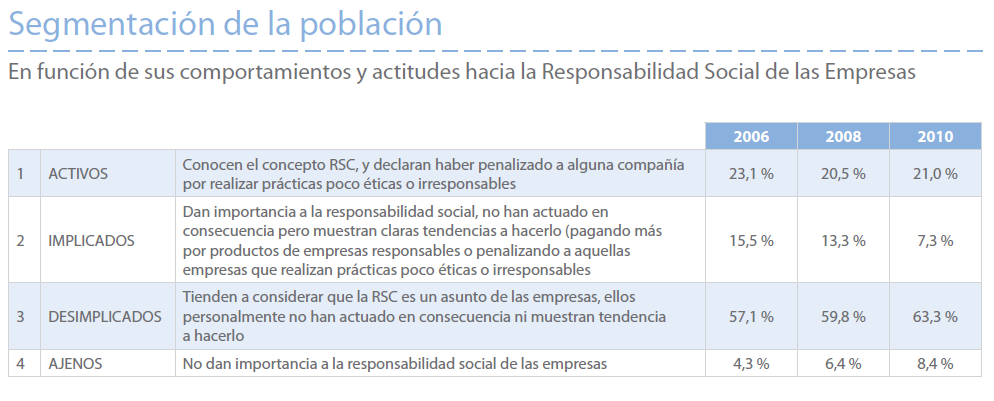 Segmentación de la población
En función de sus comportamientos y actitudes hacia la Responsabilidad Social de las Empresas
2006 2008 2010
1 ACTIVOS Conocen el concepto RSC, y declaran haber penalizado a alguna compañía
por realizar prácticas poco éticas o irresponsables 23,1 % 20,5 % 21,0 %
2 IMPLICADOS Dan importancia a la responsabilidad social, no han actuado en
consecuencia pero muestran claras tendencias a hacerlo (pagando más
por productos de empresas responsables o penalizando a aquellas
empresas que realizan prácticas poco éticas o irresponsables 15,5 % 13,3 % 7,3 %
3 DESIMPLICADOS Tienden a considerar que la RSC es un asunto de las empresas, ellos
personalmente no han actuado en consecuencia ni muestran tendencia
a hacerlo 57,1 % 59,8 % 63,3 %
4 AJENOS No dan importancia a la responsabilidad social de las empresas 4,3 % 6,4 % 8,4 %